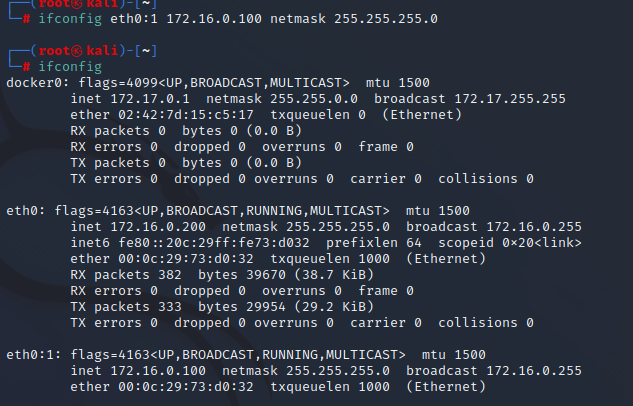 ┌──(root㉿kali)-[~]
└─# ifconfig eth0:1 172.16.0.100 netmask 255.255.255.0

┌──(root㉿kali)-[~]
└─# ifconfig
docker0: flags=4099<UP,BROADCAST,MULTICAST>  mtu 1500
        inet 172.17.0.1  netmask 255.255.0.0  broadcast 172.17.255.255
        ether 02:42:7d:15:c5:17  txqueuelen 0  (Ethernet)
        RX packets 0  bytes 0 (0.0 B)
        RX errors 0  dropped 0  overruns 0  frame 0
        TX packets 0  bytes 0 (0.0 B)
        TX errors 0  dropped 0 overruns 0  carrier 0  collisions 0

eth0: flags=4163<UP,BROADCAST,RUNNING,MULTICAST>  mtu 1500
        inet 172.16.0.200  netmask 255.255.255.0  broadcast 172.16.0.255
        inet6 fe80::20c:29ff:fe73:d032  prefixlen 64  scopeid 0×20<link>
        ether 00:0c:29:73:d0:32  txqueuelen 1000  (Ethernet)
        RX packets 382  bytes 39670 (38.7 KiB)
        RX errors 0  dropped 0  overruns 0  frame 0
        TX packets 333  bytes 29954 (29.2 KiB)
        TX errors 0  dropped 0 overruns 0  carrier 0  collisions 0

eth0:1: flags=4163<UP,BROADCAST,RUNNING,MULTICAST>  mtu 1500
        inet 172.16.0.100  netmask 255.255.255.0  broadcast 172.16.0.255
        ether 00:0c:29:73:d0:32  txqueuelen 1000  (Ethernet)